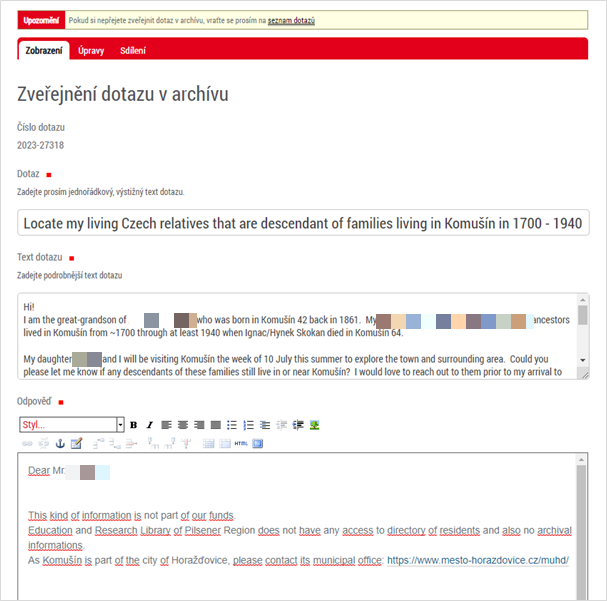 Upozornění Pokud si nepřejete zveřejnit dotaz v archívu, vraťte se prosím na seznam dotazů
Zobrazení Úpravy Sdílení
Zveřejnění dotazu v archívu
Číslo dotazu
2023-27318
Dotaz
Zadejte prosím jednořádkový, výstižný text dotazu.
Locate my living Czech relatives that are descendant of families living in Komušín in 1700 - 1940
Text dotazu
Zadejte podrobnější text dotazu
Hi!
I am the great-grandson of who was born in Komušín 42 back in 1861. My ancestors
lived in Komušín from ~1700 through at least 1940 when Ignac/Hynek Skokan died in Komušín 64.
My daughter and I will be visiting Komušín the week of 10 July this summer to explore the town and surrounding area. Could you
please let me know if any descendants of these families still live in or near Komušín? I would love to reach out to them prior to my arrival to
Odpověď
Styl...
HTML
Dear Mr.
This kind of information is not part of our funds.
Education and Research Library of Pilsener Region does not have any access to directory of residents and also no archival
informations.
As Komušín is part of the city of Horažďovice, please contact its municipal office: https://www.mesto-horazdovice.cz/muhd/